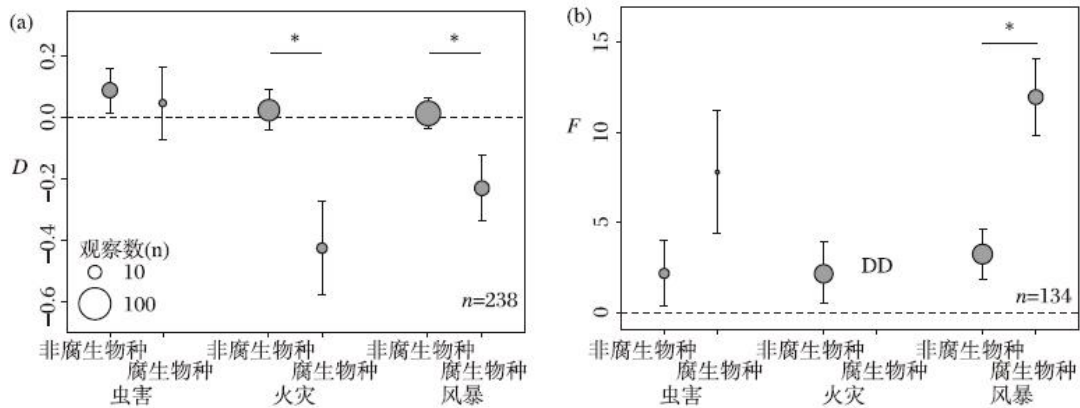 (a)
*
*
0.2
0.0
−0.2
−0.4
−0.6
D
观察数(n)
10
100
n=238
非腐生物种 非腐生物种 非腐生物种
腐生物种 腐生物种 腐生物种
虫害 火灾 风暴
(b)
*
15
10
5
0
F
DD
n=134
非腐生物种 非腐生物种 非腐生物种
腐生物种 腐生物种 腐生物种
虫害 火灾 风暴